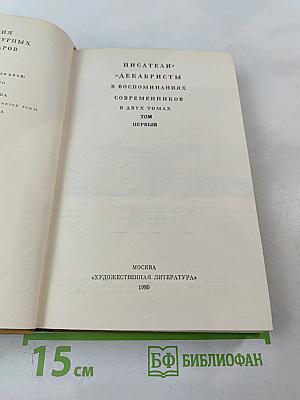 ПИСАТЕЛИ-
-ДЕКАБРИСТЫ
В ВОСПОМИНАНИЯХ
СОВРЕМЕННИКОВ
В ДВУХ ТОМАХ
ТОМ
ПЕРВЫЙ
МОСКВА
«ХУДОЖЕСТВЕННАЯ ЛИТЕРАТУРА»
1980
15 см
БФ БИБЛИОФАН